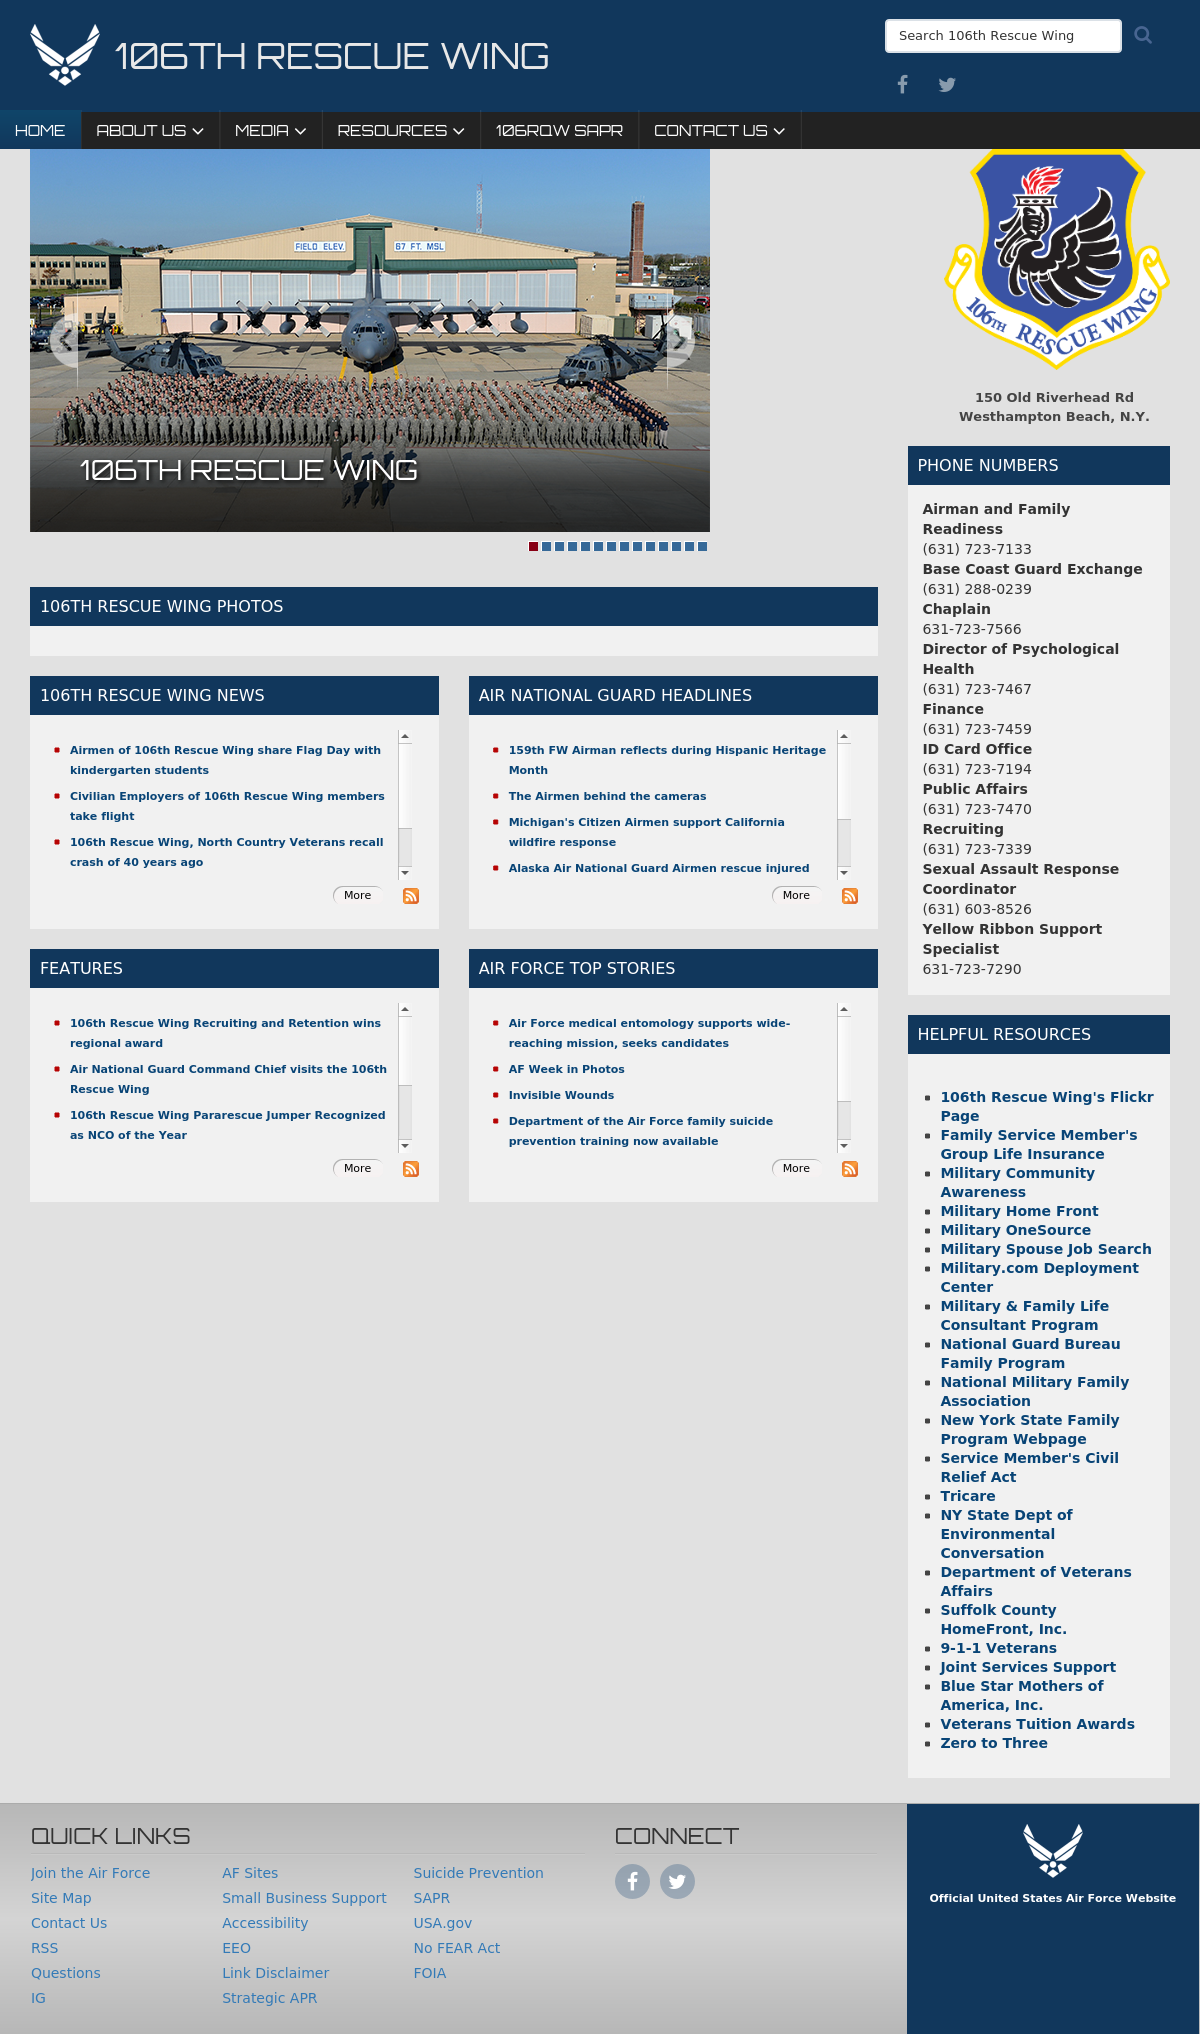 106TH RESCUE WING
Search 106th Rescue Wing
HOME
ABOUT US
MEDIA
RESOURCES
106RQW SAPR
CONTACT US
FIELD ELEV.
67 FT. MSL
106TH RESCUE WING
106TH RESCUE WING
150 Old Riverhead Rd
Westhampton Beach, N.Y.
PHONE NUMBERS
Airman and Family
Readiness
(631) 723-7133
Base Coast Guard Exchange
(631) 288-0239
Chaplain
631-723-7566
Director of Psychological
Health
(631) 723-7467
Finance
(631) 723-7459
ID Card Office
(631) 723-7194
Public Affairs
(631) 723-7470
Recruiting
(631) 723-7339
Sexual Assault Response
Coordinator
(631) 603-8526
Yellow Ribbon Support
Specialist
631-723-7290
106TH RESCUE WING PHOTOS
106TH RESCUE WING NEWS
Airmen of 106th Rescue Wing share Flag Day with
kindergarten students
Civilian Employers of 106th Rescue Wing members
take flight
106th Rescue Wing, North Country Veterans recall
crash of 40 years ago
More
AIR NATIONAL GUARD HEADLINES
159th FW Airman reflects during Hispanic Heritage
Month
The Airmen behind the cameras
Michigan's Citizen Airmen support California
wildfire response
Alaska Air National Guard Airmen rescue injured
More
FEATURES
106th Rescue Wing Recruiting and Retention wins
regional award
Air National Guard Command Chief visits the 106th
Rescue Wing
106th Rescue Wing Pararescue Jumper Recognized
as NCO of the Year
More
AIR FORCE TOP STORIES
Air Force medical entomology supports wide-
reaching mission, seeks candidates
AF Week in Photos
Invisible Wounds
Department of the Air Force family suicide
prevention training now available
More
HELPFUL RESOURCES
106th Rescue Wing's Flickr
Page
Family Service Member's
Group Life Insurance
Military Community
Awareness
Military Home Front
Military OneSource
Military Spouse Job Search
Military.com Deployment
Center
Military & Family Life
Consultant Program
National Guard Bureau
Family Program
National Military Family
Association
New York State Family
Program Webpage
Service Member's Civil
Relief Act
Tricare
NY State Dept of
Environmental
Conversation
Department of Veterans
Affairs
Suffolk County
HomeFront, Inc.
9-1-1 Veterans
Joint Services Support
Blue Star Mothers of
America, Inc.
Veterans Tuition Awards
Zero to Three
QUICK LINKS
Join the Air Force
Site Map
Contact Us
RSS
Questions
IG
AF Sites
Small Business Support
Accessibility
EEO
Link Disclaimer
Strategic APR
Suicide Prevention
SAPR
USA.gov
No FEAR Act
FOIA
CONNECT
Official United States Air Force Website